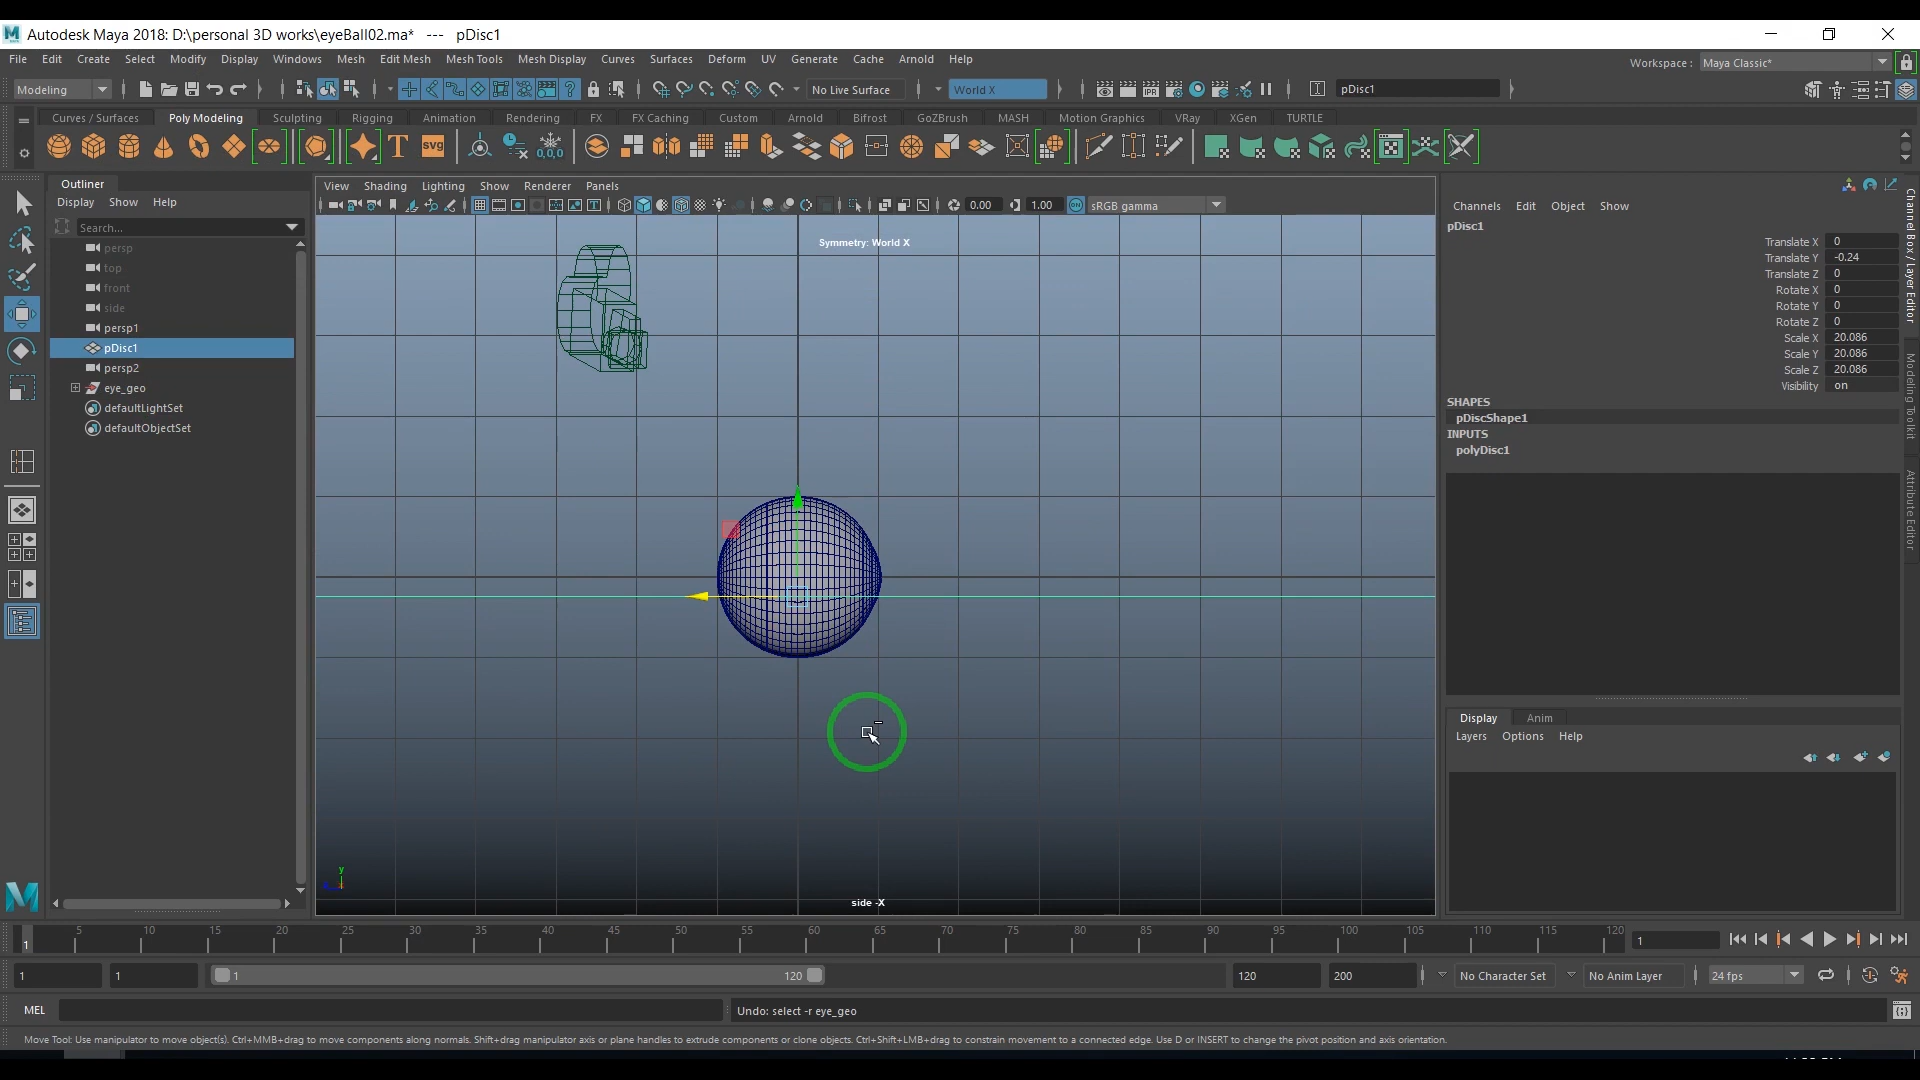 Autodesk Maya 2018: D:\personal 3D works\eyeBall02.ma* --- pDisc1
File Edit Create Select Modify Display Windows Mesh Edit Mesh Mesh Tools Mesh Display Curves Surfaces Deform UV Generate Cache Arnold Help
Workspace : Maya Classic*
Modeling No Live Surface World X pDisc1
Curves / Surfaces Poly Modeling Sculpting Rigging Animation Rendering FX FX Caching Custom Arnold Bifrost GoZBrush MASH Motion Graphics VRay XGen TURTLE
Outliner
Display Show Help
Search...
persp
top
front
side
persp1
pDisc1
persp2
eye_geo
defaultLightSet
defaultObjectSet
View Shading Lighting Show Renderer Panels
0.00 1.00 sRGB gamma
Symmetry: World X
side -X
y
Channels Edit Object Show
pDisc1
Translate X 0
Translate Y -0.24
Translate Z 0
Rotate X 0
Rotate Y 0
Rotate Z 0
Scale X 20.086
Scale Y 20.086
Scale Z 20.086
Visibility on
SHAPES
pDiscShape1
INPUTS
polyDisc1
Channel Box / Layer Editor
Modeling Toolkit
Attribute Editor
Display Anim
Layers Options Help
1 5 10 15 20 25 30 35 40 45 50 55 60 65 70 75 80 85 90 95 100 105 110 115 120 1
1 1 1 120 120 200 No Character Set No Anim Layer 24 fps
MEL Undo: select -r eye_geo
Move Tool: Use manipulator to move object(s). Ctrl+MMB+drag to move components along normals. Shift+drag manipulator axis or plane handles to extrude components or clone objects. Ctrl+Shift+LMB+drag to constrain movement to a connected edge. Use D or INSERT to change the pivot position and axis orientation.